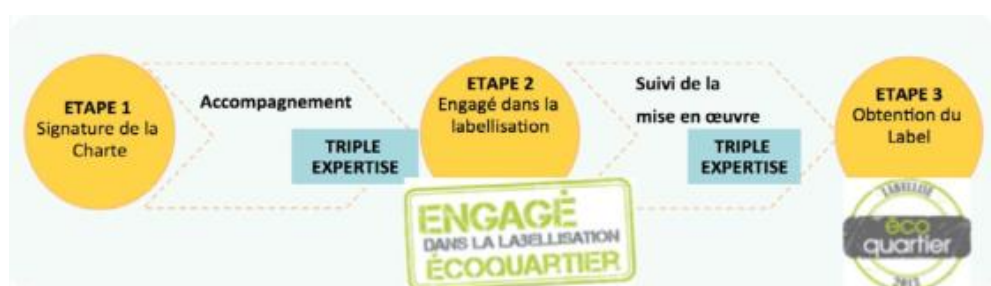 ETAPE 1
Signature de la
Charte
Accompagnement
TRIPLE
EXPERTISE
ETAPE 2
Engagé dans la
labellisation
ENGAGÉ
DANS LA LABELLISATION
ÉCOQUARTIER
Suivi de la
mise en œuvre
TRIPLE
EXPERTISE
ETAPE 3
Obtention du
Label
LABELLISÉ
éco
quartier